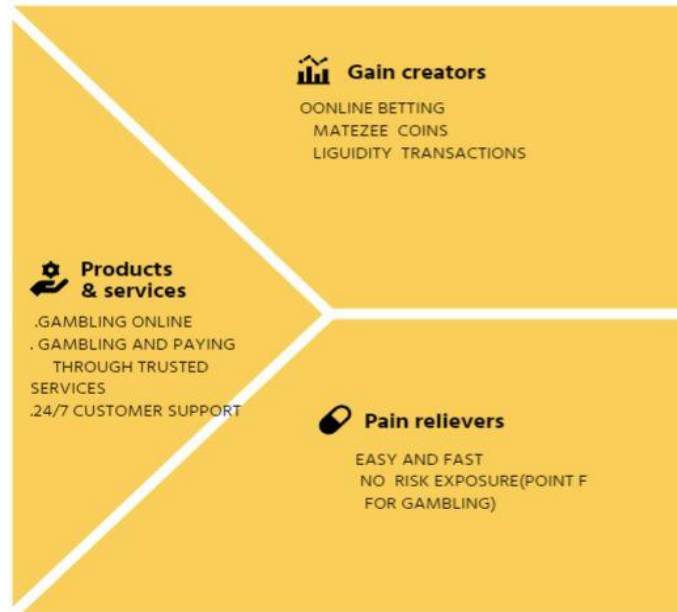 Gain creators
OONLINE BETTING
MATEZEE COINS
LIGUIDITY TRANSACTIONS
Products
& services
.GAMBLING ONLINE
. GAMBLING AND PAYING
THROUGH TRUSTED
SERVICES
.24/7 CUSTOMER SUPPORT
Pain relievers
EASY AND FAST
NO RISK EXPOSURE(POINT F
FOR GAMBLING)